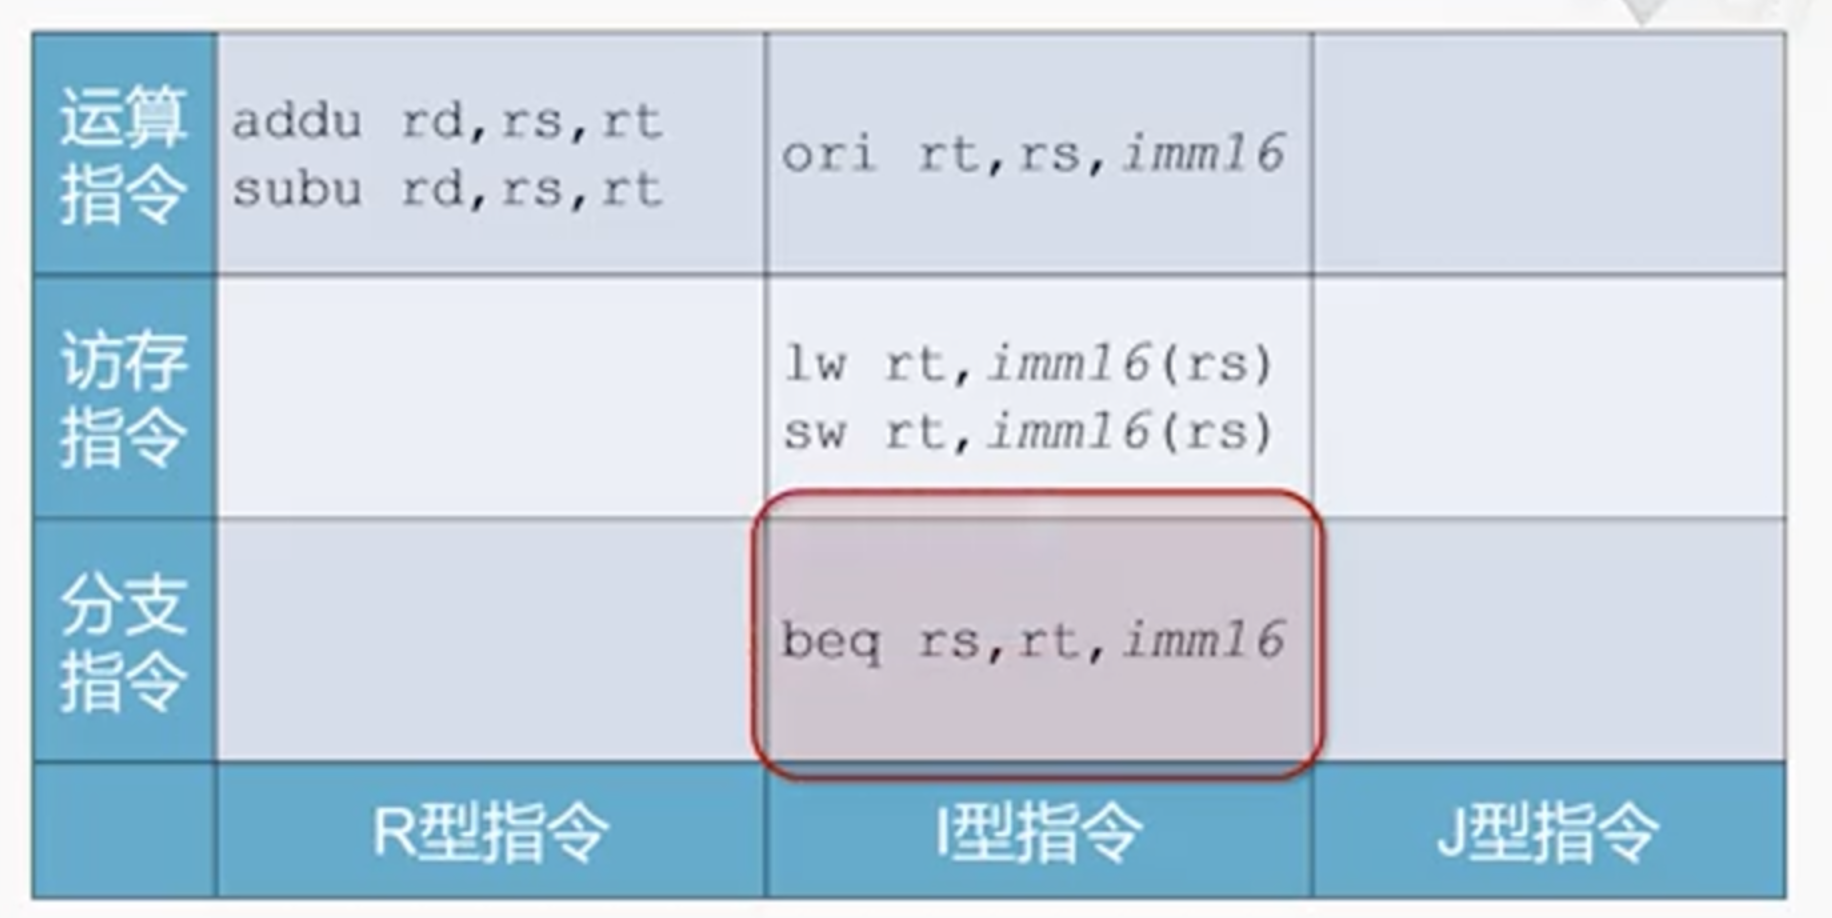 运算
指令
addu rd,rs,rt
subu rd,rs,rt
ori rt,rs,imm16
访存
指令
lw rt,imm16(rs)
sw rt,imm16(rs)
分支
指令
beq rs,rt,imm16
R型指令
I型指令
J型指令